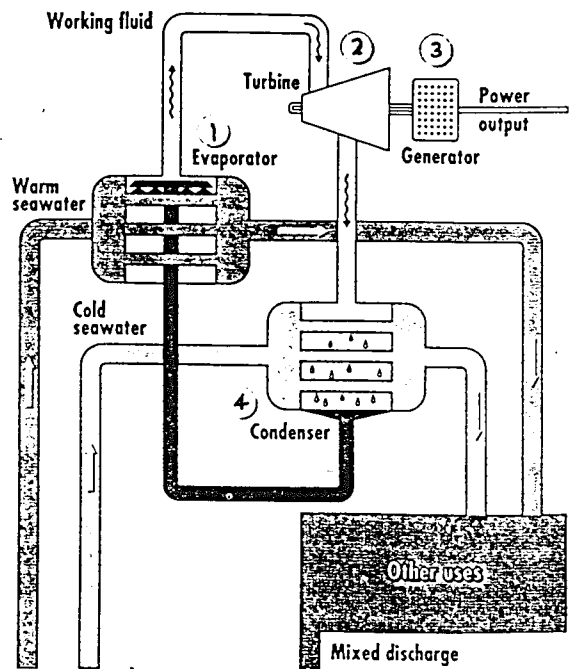 Working fluid
2
3
Turbine
Power
output
1
Generator
Evaporator
Warm
seawater
Cold
seawater
4
Condenser
Other uses
Mixed discharge